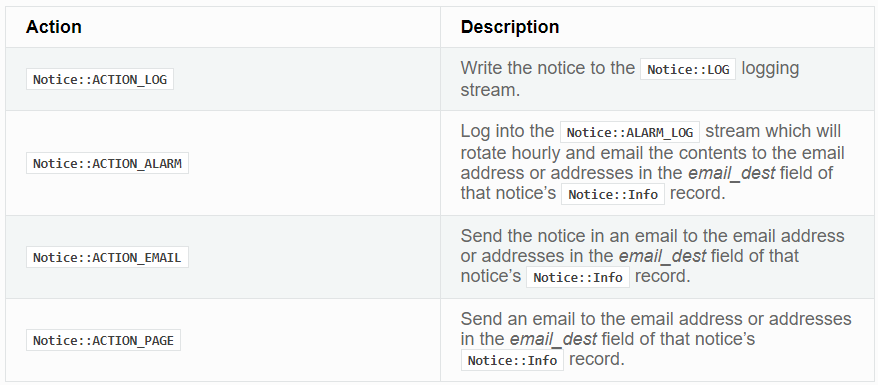 Action Description
Notice::ACTION_LOG Write the notice to the Notice::LOG logging
stream.
Notice::ACTION_ALARM Log into the Notice::ALARM_LOG stream which will
rotate hourly and email the contents to the email
address or addresses in the email_dest field of
that notice’s Notice::Info record.
Notice::ACTION_EMAIL Send the notice in an email to the email address
or addresses in the email_dest field of that
notice’s Notice::Info record.
Notice::ACTION_PAGE Send an email to the email address or addresses
in the email_dest field of that notice’s
Notice::Info record.